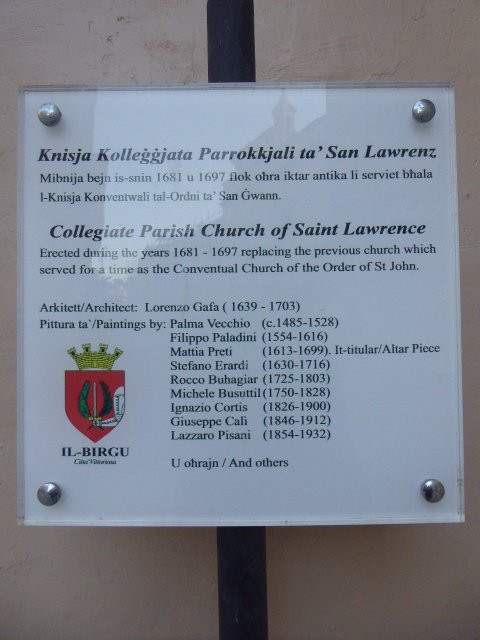 Knisja Kolleġġjata Parrokkjali ta' San Lawrenz
Mibnija bejn is-snin 1681 u 1697 flok ohra iktar antika li serviet bhala
l-Knisja Konventwali tal-Ordni ta' San Ġwann.
Collegiate Parish Church of Saint Lawrence
Erected during the years 1681 - 1697 replacing the previous church which
served for a time as the Conventual Church of the Order of St John.
Arkitett/Architect: Lorenzo Gafa ( 1639 - 1703)
Pittura ta`/Paintings by: Palma Vecchio (c.1485-1528)
Filippo Paladini (1554-1616)
Mattia Preti (1613-1699). It-titular/Altar Piece
Stefano Erardi (1630-1716)
Rocco Buhagiar (1725-1803)
Michele Busuttil (1750-1828)
Ignazio Cortis (1826-1900)
Giuseppe Calì (1846-1912)
Lazzaro Pisani (1854-1932)
U ohrajn / And others
IL-BIRGU
Citta' Vittoriosa